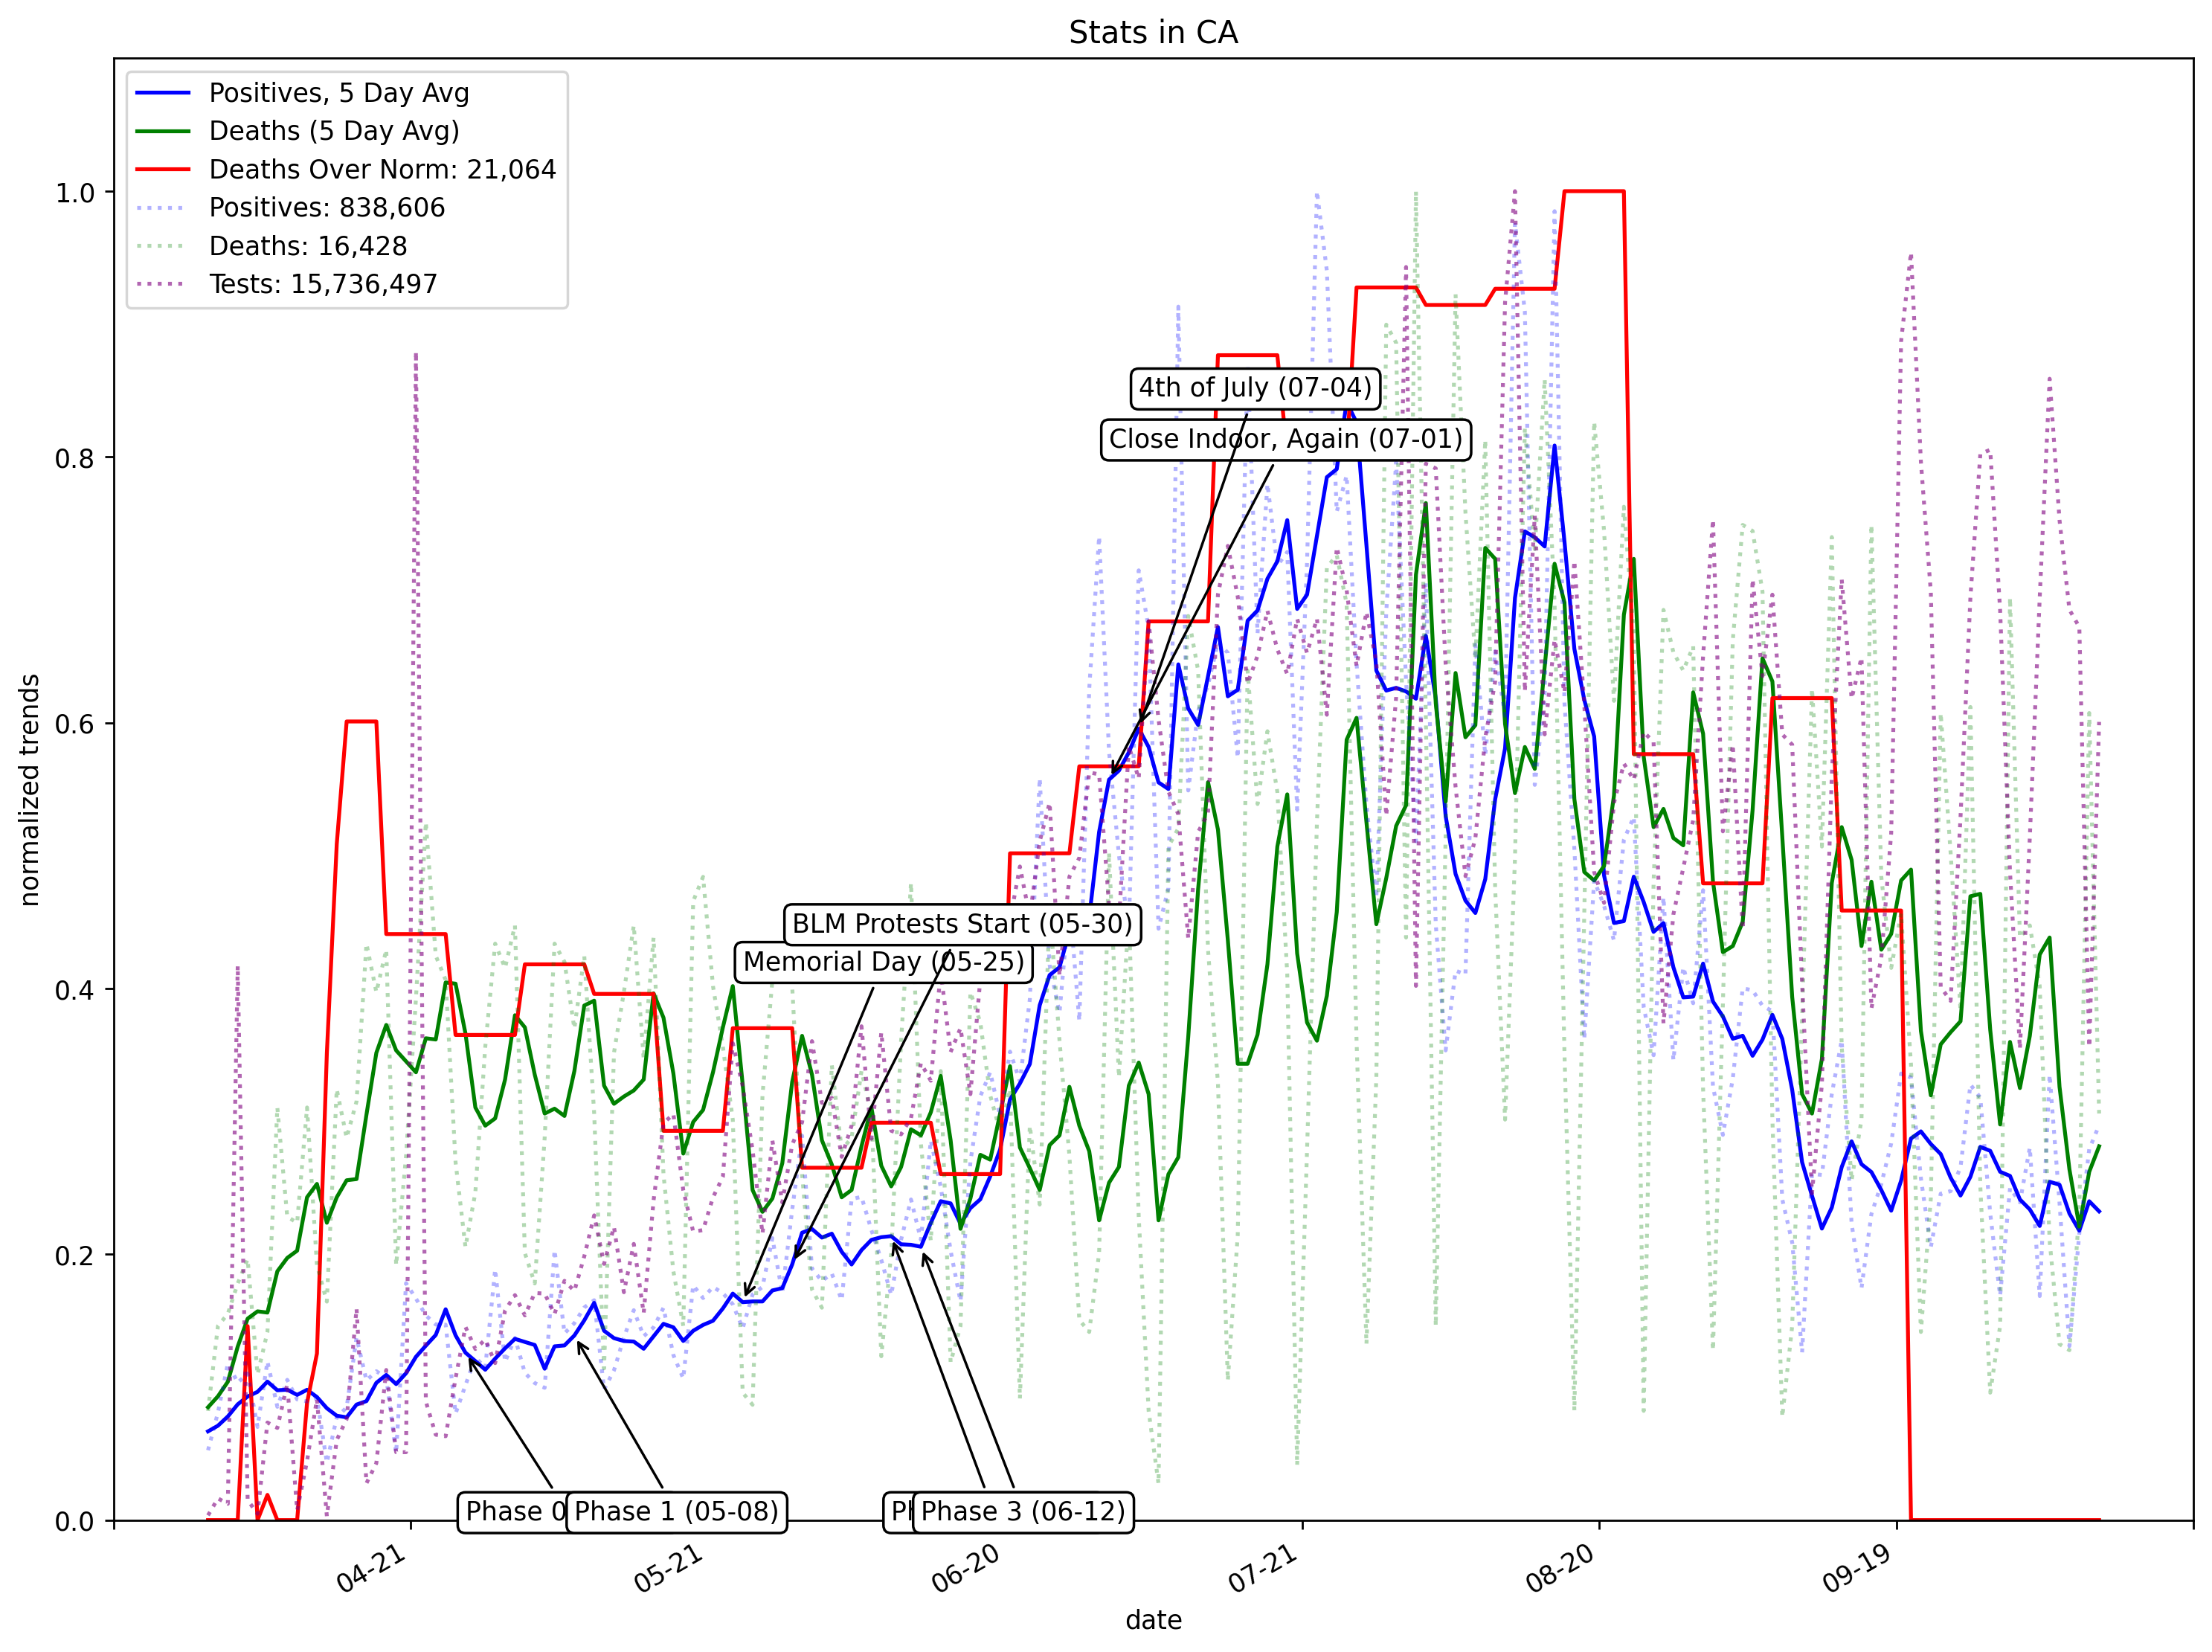 Stats in CA
Positives, 5 Day Avg
Deaths (5 Day Avg)
Deaths Over Norm: 21,064
Positives: 838,606
Deaths: 16,428
Tests: 15,736,497
normalized trends
1.0
0.8
0.6
0.4
0.2
0.0
4th of July (07-04)
Close Indoor, Again (07-01)
BLM Protests Start (05-30)
Memorial Day (05-25)
Phase 0
Phase 1 (05-08)
Phase 3 (06-12)
04-21
05-21
06-20
07-21
08-20
09-19
date